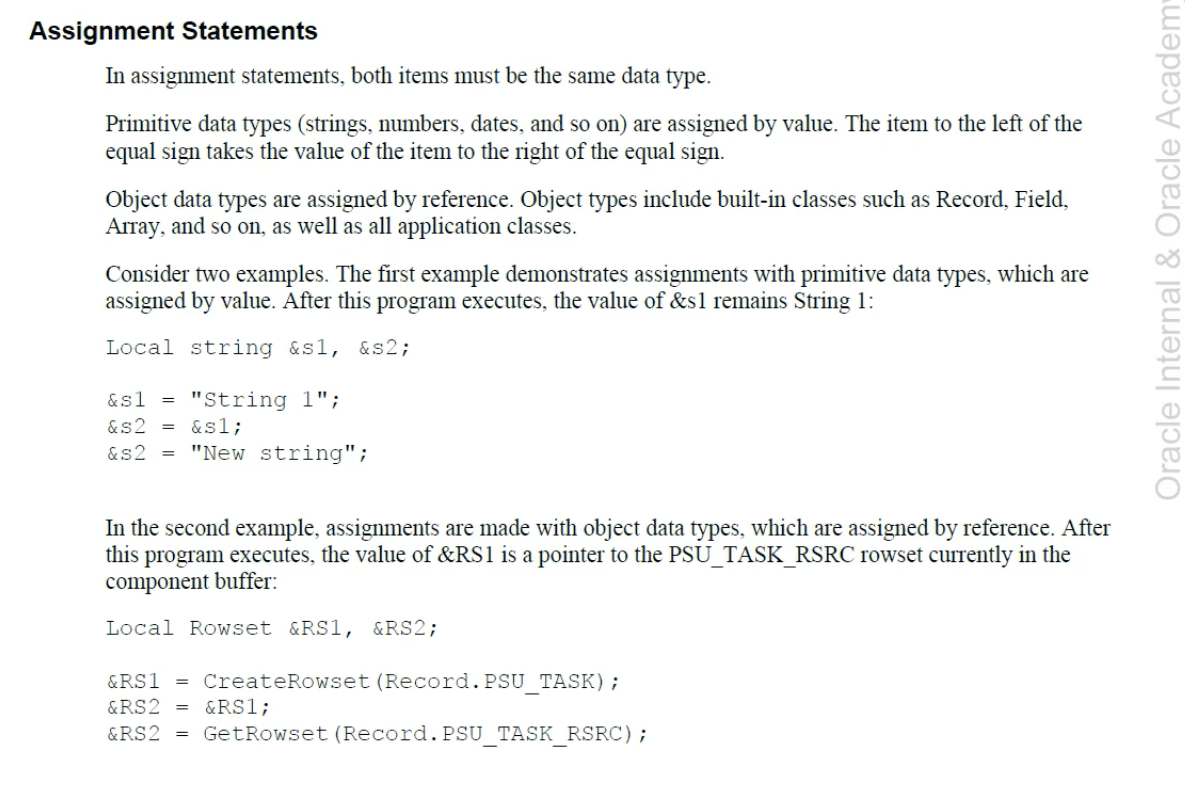 Assignment Statements
In assignment statements, both items must be the same data type.
Primitive data types (strings, numbers, dates, and so on) are assigned by value. The item to the left of the
equal sign takes the value of the item to the right of the equal sign.
Object data types are assigned by reference. Object types include built-in classes such as Record, Field,
Array, and so on, as well as all application classes.
Consider two examples. The first example demonstrates assignments with primitive data types, which are
assigned by value. After this program executes, the value of &s1 remains String 1:
Local string &s1, &s2;
&s1 = "String 1";
&s2 = &s1;
&s2 = "New string";
In the second example, assignments are made with object data types, which are assigned by reference. After
this program executes, the value of &RS1 is a pointer to the PSU_TASK_RSRC rowset currently in the
component buffer:
Local Rowset &RS1, &RS2;
&RS1 = CreateRowset(Record.PSU_TASK);
&RS2 = &RS1;
&RS2 = GetRowset(Record.PSU_TASK_RSRC);
Oracle Internal & Oracle Academy